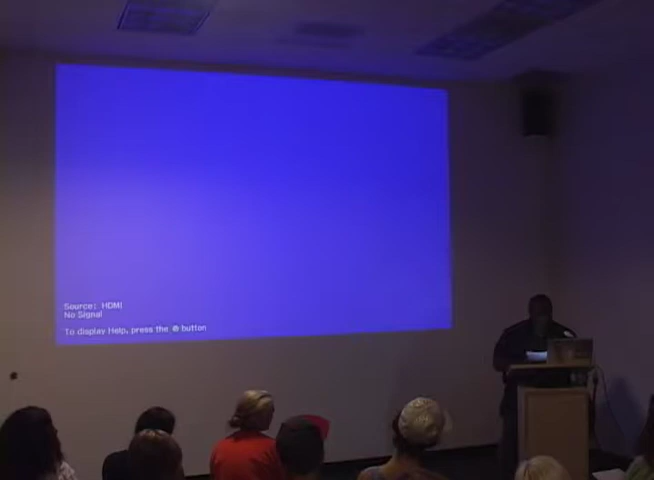 Source: HDMI
No Signal
To display Help, press the button